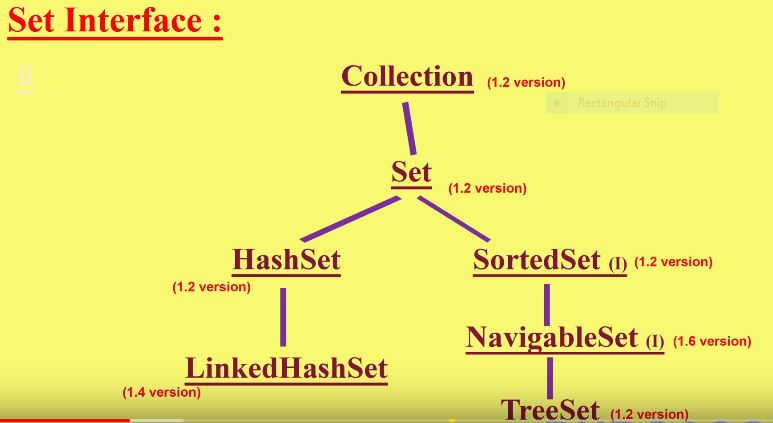 Set Interface :
Collection (1.2 version)
Rectangular Snip
Set (1.2 version)
HashSet (1.2 version)
SortedSet (I) (1.2 version)
NavigableSet (I) (1.6 version)
LinkedHashSet
(1.4 version)
TreeSet (1.2 version)